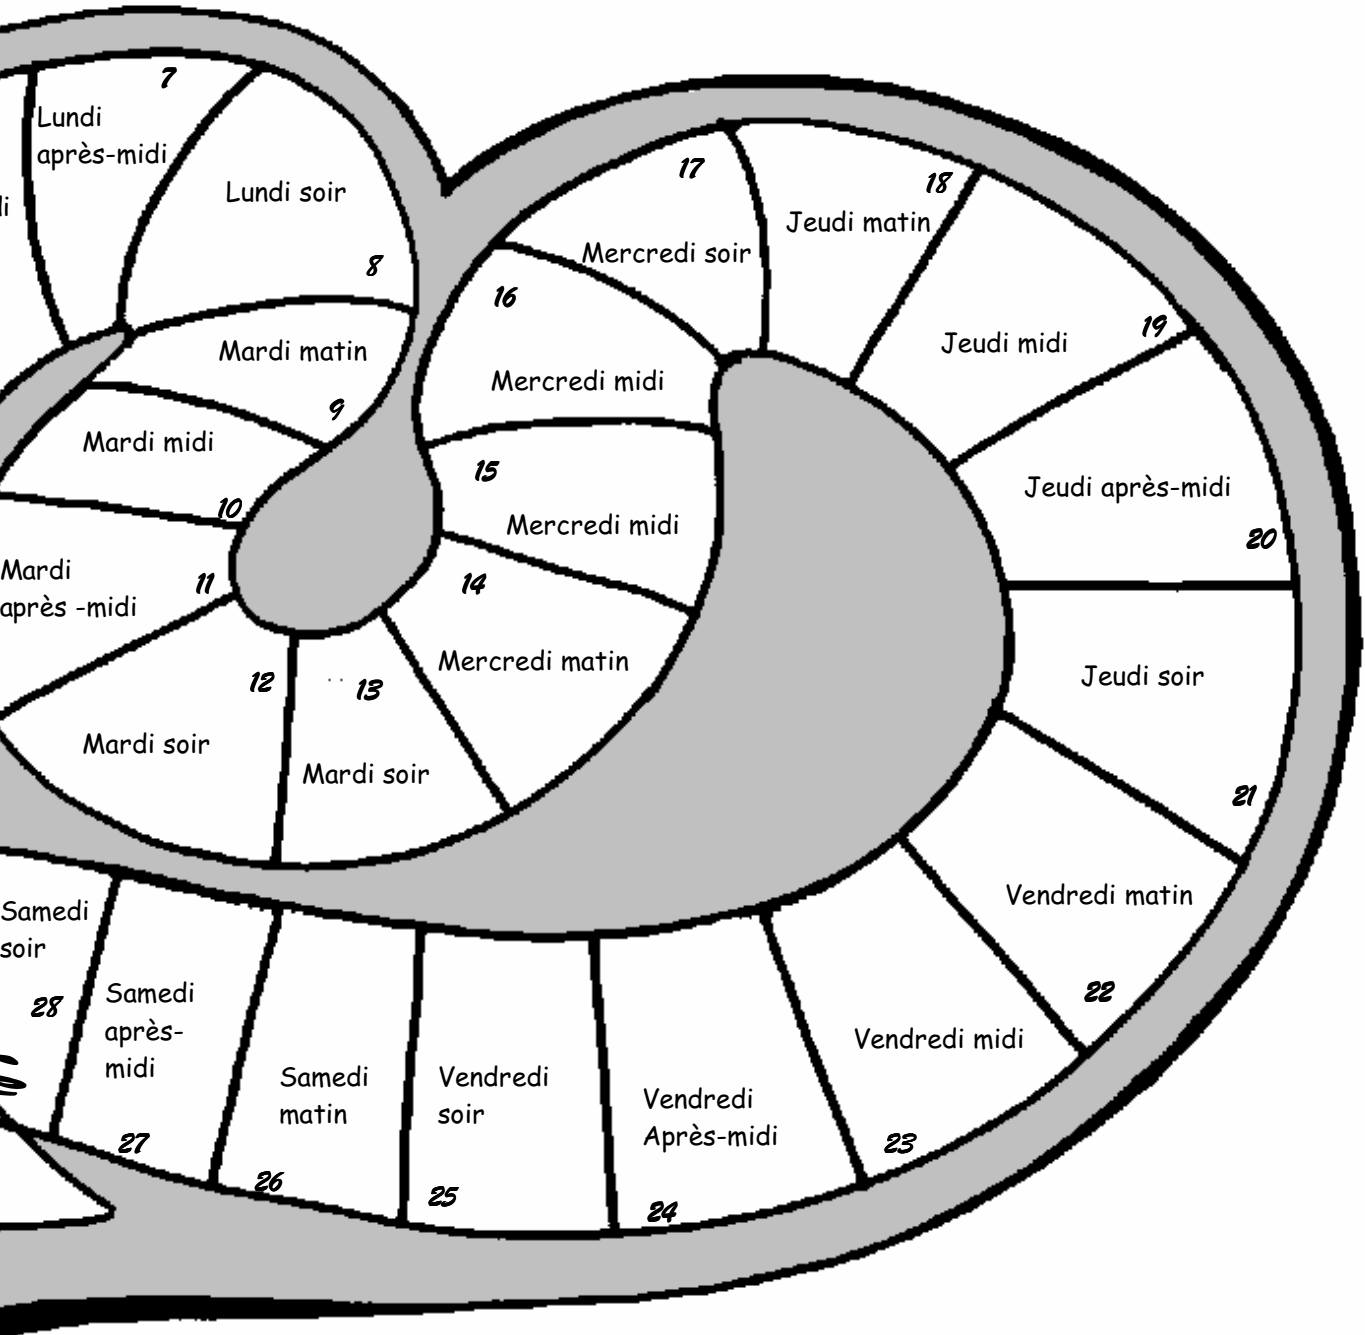 7
Lundi
après-midi
Lundi soir
8
Mardi matin
9
Mardi midi
10
Mardi
après -midi
11
12
Mardi soir
13
Mardi soir
14
Mercredi matin
15
Mercredi midi
16
Mercredi midi
17
Mercredi soir
18
Jeudi matin
19
Jeudi midi
Jeudi après-midi
20
Jeudi soir
21
Vendredi matin
22
Vendredi midi
23
Vendredi
Après-midi
24
Vendredi
soir
25
Samedi
matin
26
Samedi
après-
midi
27
Samedi
soir
28